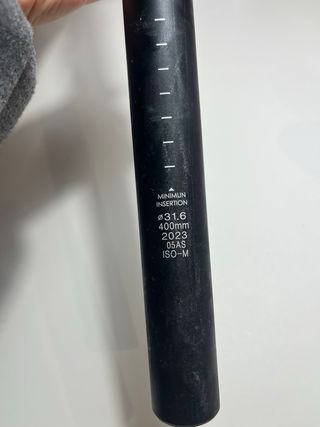 MINIMUN
INSERTION
ø31.6
400mm
2023
05AS
ISO-M